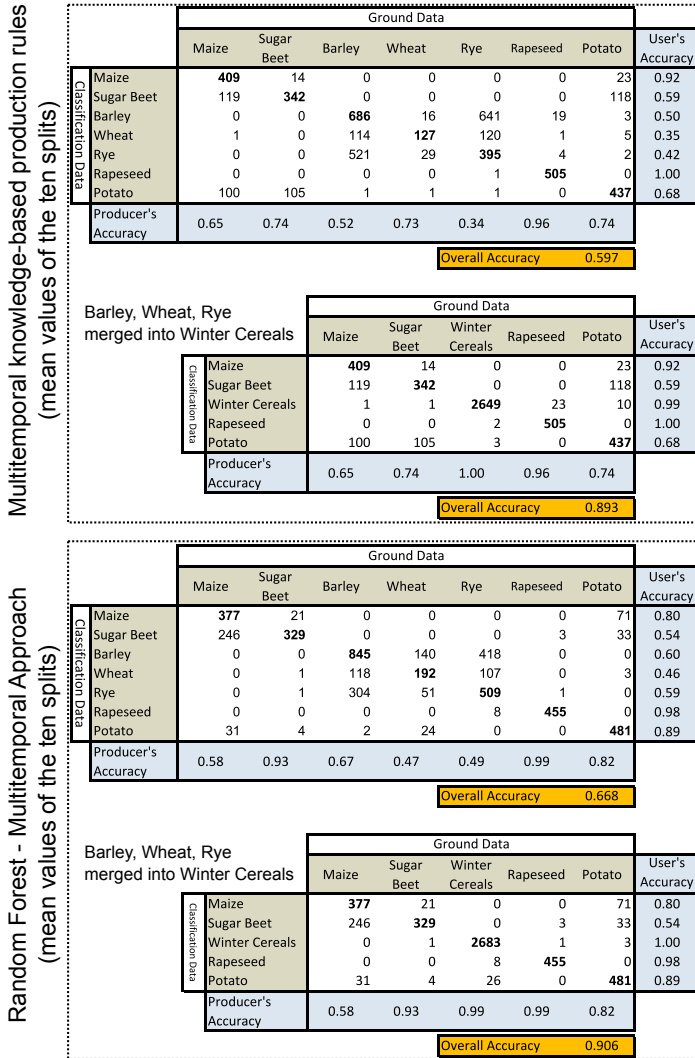 Multitemporal knowledge-based production rules
(mean values of the ten splits)
Ground Data
Maize Sugar Beet Barley Wheat Rye Rapeseed Potato User's Accuracy
Classification Data
Maize 409 14 0 0 0 0 23 0.92
Sugar Beet 119 342 0 0 0 0 118 0.59
Barley 0 0 686 16 641 19 3 0.50
Wheat 1 0 114 127 120 1 5 0.35
Rye 0 0 521 29 395 4 2 0.42
Rapeseed 0 0 0 0 1 505 0 1.00
Potato 100 105 1 1 1 0 437 0.68
Producer's Accuracy 0.65 0.74 0.52 0.73 0.34 0.96 0.74
Overall Accuracy 0.597
Barley, Wheat, Rye
merged into Winter Cereals
Ground Data
Maize Sugar Beet Winter Cereals Rapeseed Potato User's Accuracy
Classification Data
Maize 409 14 0 0 23 0.92
Sugar Beet 119 342 0 0 118 0.59
Winter Cereals 1 1 2649 23 10 0.99
Rapeseed 0 0 2 505 0 1.00
Potato 100 105 3 0 437 0.68
Producer's Accuracy 0.65 0.74 1.00 0.96 0.74
Overall Accuracy 0.893
Random Forest - Multitemporal Approach
(mean values of the ten splits)
Ground Data
Maize Sugar Beet Barley Wheat Rye Rapeseed Potato User's Accuracy
Classification Data
Maize 377 21 0 0 0 0 71 0.80
Sugar Beet 246 329 0 0 0 3 33 0.54
Barley 0 0 845 140 418 0 0 0.60
Wheat 0 1 118 192 107 0 3 0.46
Rye 0 1 304 51 509 1 0 0.59
Rapeseed 0 0 0 0 8 455 0 0.98
Potato 31 4 2 24 0 0 481 0.89
Producer's Accuracy 0.58 0.93 0.67 0.47 0.49 0.99 0.82
Overall Accuracy 0.668
Barley, Wheat, Rye
merged into Winter Cereals
Ground Data
Maize Sugar Beet Winter Cereals Rapeseed Potato User's Accuracy
Classification Data
Maize 377 21 0 0 71 0.80
Sugar Beet 246 329 0 3 33 0.54
Winter Cereals 0 1 2683 1 3 1.00
Rapeseed 0 0 8 455 0 0.98
Potato 31 4 26 0 481 0.89
Producer's Accuracy 0.58 0.93 0.99 0.99 0.82
Overall Accuracy 0.906